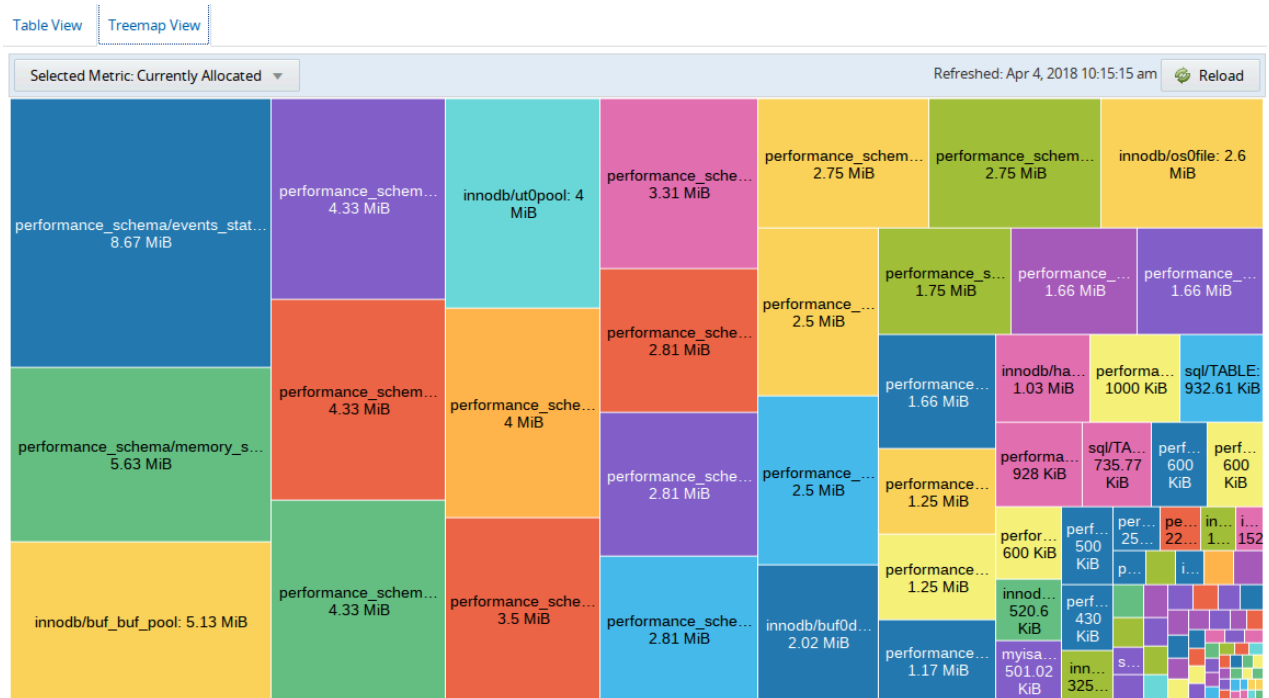 Table View
Treemap View
Selected Metric: Currently Allocated
Refreshed: Apr 4, 2018 10:15:15 am
Reload
performance_schema/events_stat...
8.67 MiB
performance_schema/memory_s...
5.63 MiB
innodb/buf_buf_pool: 5.13 MiB
performance_schem...
4.33 MiB
performance_schem...
4.33 MiB
performance_schem...
4.33 MiB
innodb/ut0pool: 4
MiB
performance_sche...
4 MiB
performance_sche...
3.5 MiB
performance_sche...
3.31 MiB
performance_sche...
2.81 MiB
performance_sche...
2.81 MiB
performance_sche...
2.81 MiB
performance_schem...
2.75 MiB
performance_schem...
2.75 MiB
innodb/os0file: 2.6
MiB
performance_...
2.5 MiB
performance_...
2.5 MiB
innodb/buf0d...
2.02 MiB
performance_s...
1.75 MiB
performance_...
1.66 MiB
performance_...
1.66 MiB
performance...
1.66 MiB
performance...
1.25 MiB
performance...
1.25 MiB
performance...
1.17 MiB
innodb/ha...
1.03 MiB
performa...
1000 KiB
sql/TABLE:
932.61 KiB
performa...
928 KiB
sql/TA...
735.77
KiB
perf...
600
KiB
perf...
600
KiB
perfor...
600 KiB
innod...
520.6
KiB
myisa...
501.02
KiB
perf...
500
KiB
perf...
430
KiB
inn...
325...
per...
25...
pe...
22...
in...
1...
i...
152
p...
i...
s...